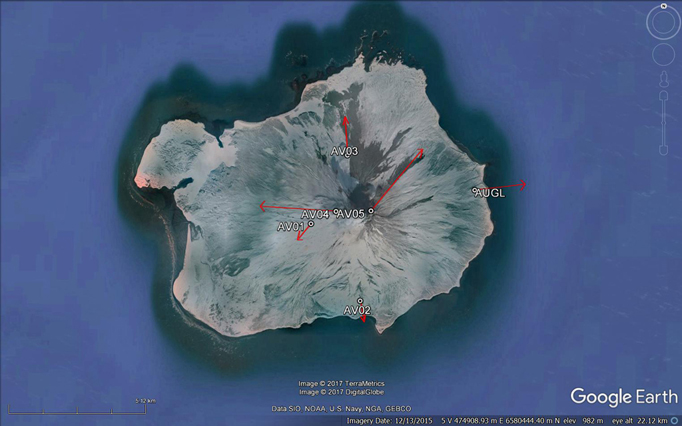 AV03
AUGL
AV04 AV05
AV01
AV02
Image © 2017 TerraMetrics
Image © 2017 DigitalGlobe
Data SIO, NOAA, U.S. Navy, NGA, GEBCO
Google Earth
Imagery Date: 12/13/2015 5 V 474908.93 m E 6580444.40 m N elev 982 m eye alt 22.12 km